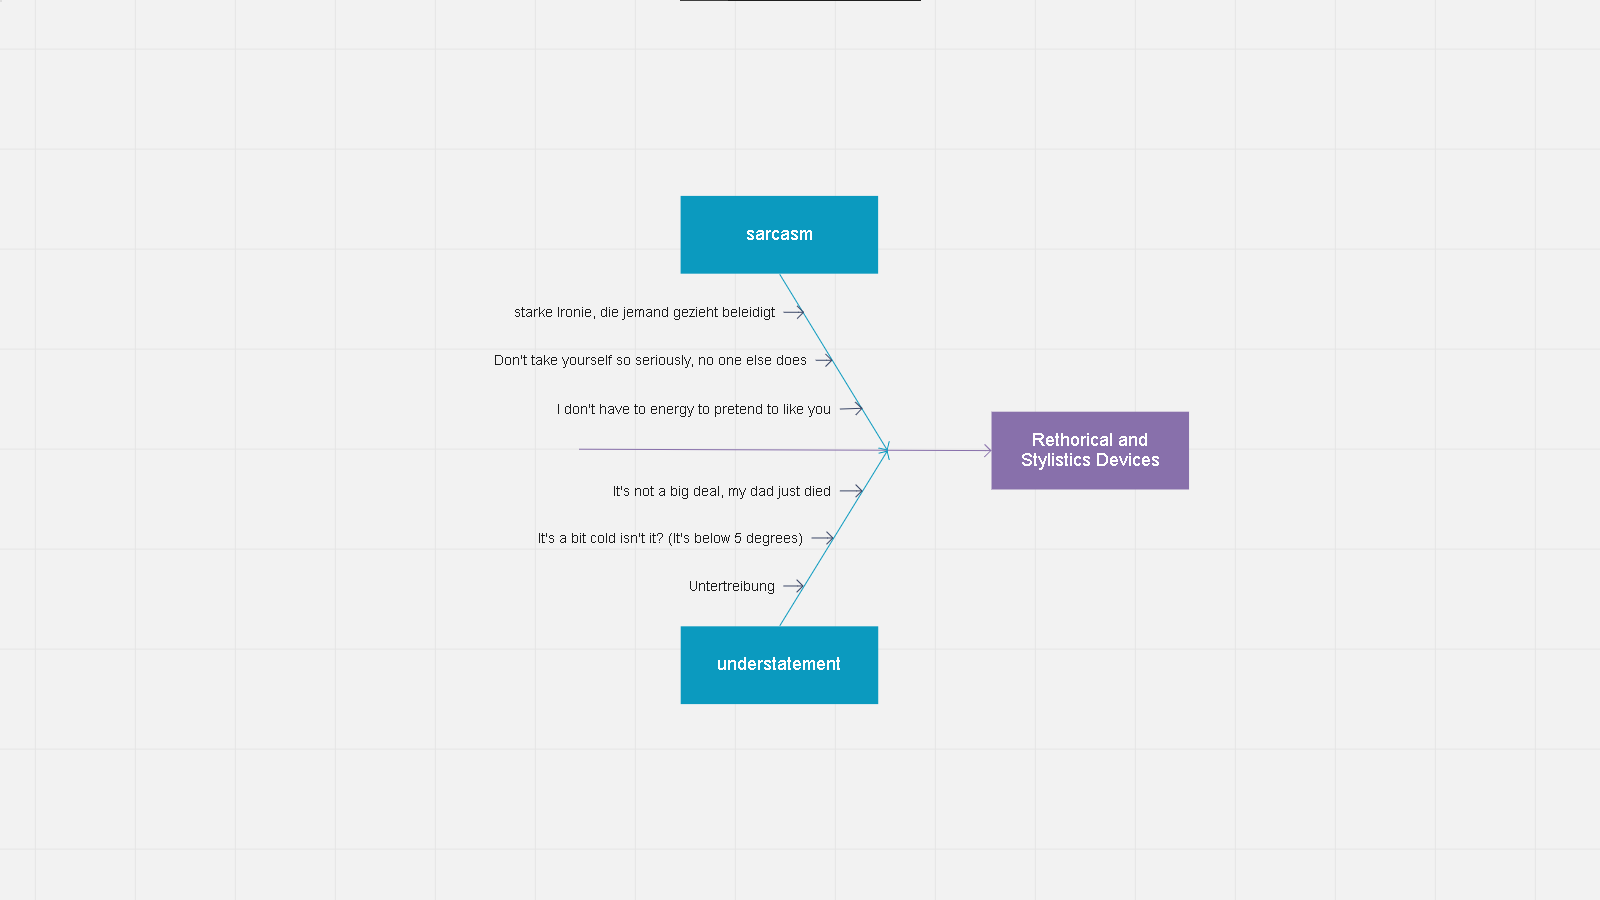 sarcasm
starke Ironie, die jemand gezieht beleidigt
Don't take yourself so seriously, no one else does
I don't have to energy to pretend to like you
Rethorical and
Stylistics Devices
It's not a big deal, my dad just died
It's a bit cold isn't it? (It's below 5 degrees)
Untertreibung
understatement